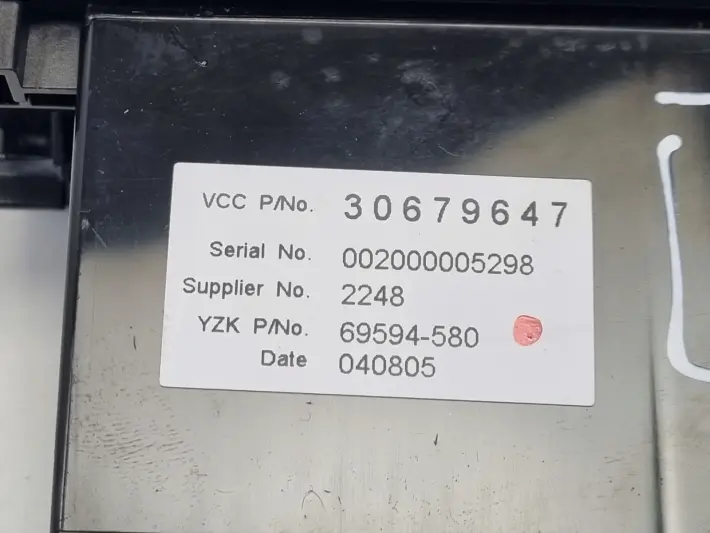 VCC P/No. 30679647
Serial No. 002000005298
Supplier No. 2248
YZK P/No. 69594-580
Date 040805